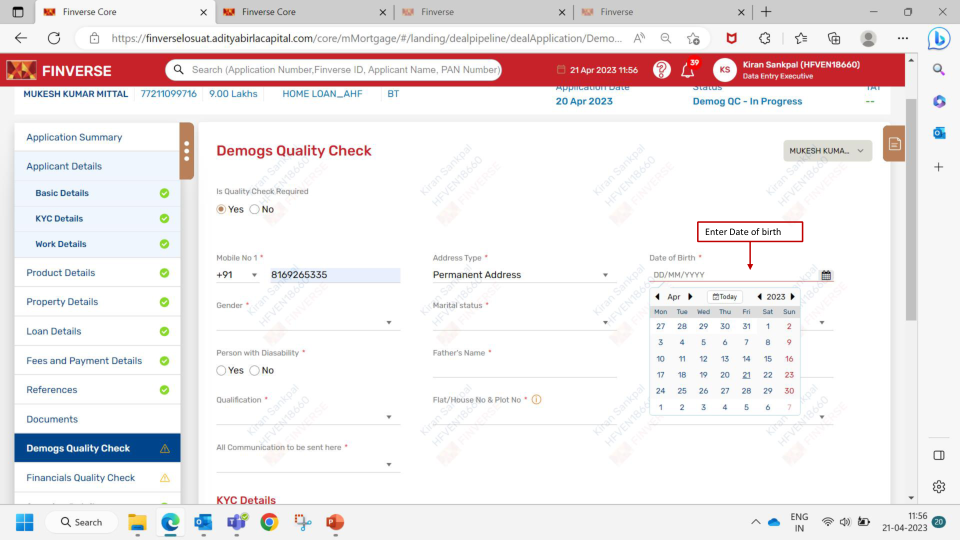 Finverse Core
Finverse Core
Finverse
Finverse
https://finverselosuat.adityabirlacapital.com/core/mMortgage/#/landing/dealpipeline/dealApplication/Demo...
FINVERSE
Search (Application Number,Finverse ID, Applicant Name, PAN Number)
21 Apr 2023 11:56
39
KS
Kiran Sankpal (HFVEN18660)
Data Entry Executive
MUKESH KUMAR MITTAL
77211099716
9.00 Lakhs
HOME LOAN_AHF
BT
Application Date
20 Apr 2023
Status
Demog QC - In Progress
TAT
--
Application Summary
Applicant Details
Basic Details
KYC Details
Work Details
Product Details
Property Details
Loan Details
Fees and Payment Details
References
Documents
Demogs Quality Check
Financials Quality Check
Demogs Quality Check
MUKESH KUMA...
Is Quality Check Required
Yes No
Enter Date of birth
Mobile No 1 *
+91 8169265335
Address Type *
Permanent Address
Date of Birth *
DD/MM/YYYY
Apr Today 2023
Mon Tue Wed Thu Fri Sat Sun
27 28 29 30 31 1 2
3 4 5 6 7 8 9
10 11 12 13 14 15 16
17 18 19 20 21 22 23
24 25 26 27 28 29 30
1 2 3 4 5 6 7
Gender *
Marital status *
Person with Diasability *
Yes No
Father's Name *
Qualification *
Flat/House No & Plot No *
All Communication to be sent here *
KYC Details
Kiran Sankpal
HFVEN18660
FINVERSE
Search
ENG
IN
11:56
21-04-2023
20